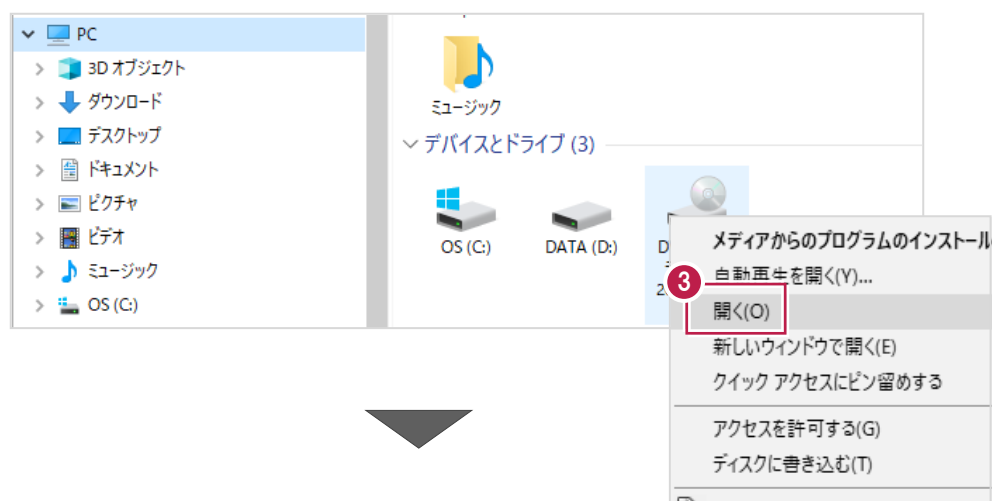 PC
3D オブジェクト
ダウンロード
デスクトップ
ドキュメント
ピクチャ
ビデオ
ミュージック
OS (C:)
ミュージック
デバイスとドライブ (3)
OS (C:)
DATA (D:)
D
2
メディアからのプログラムのインストール
自動再生を開く(Y)...
3
開く(O)
新しいウィンドウで開く(E)
クイック アクセスにピン留めする
アクセスを許可する(G)
ディスクに書き込む(T)